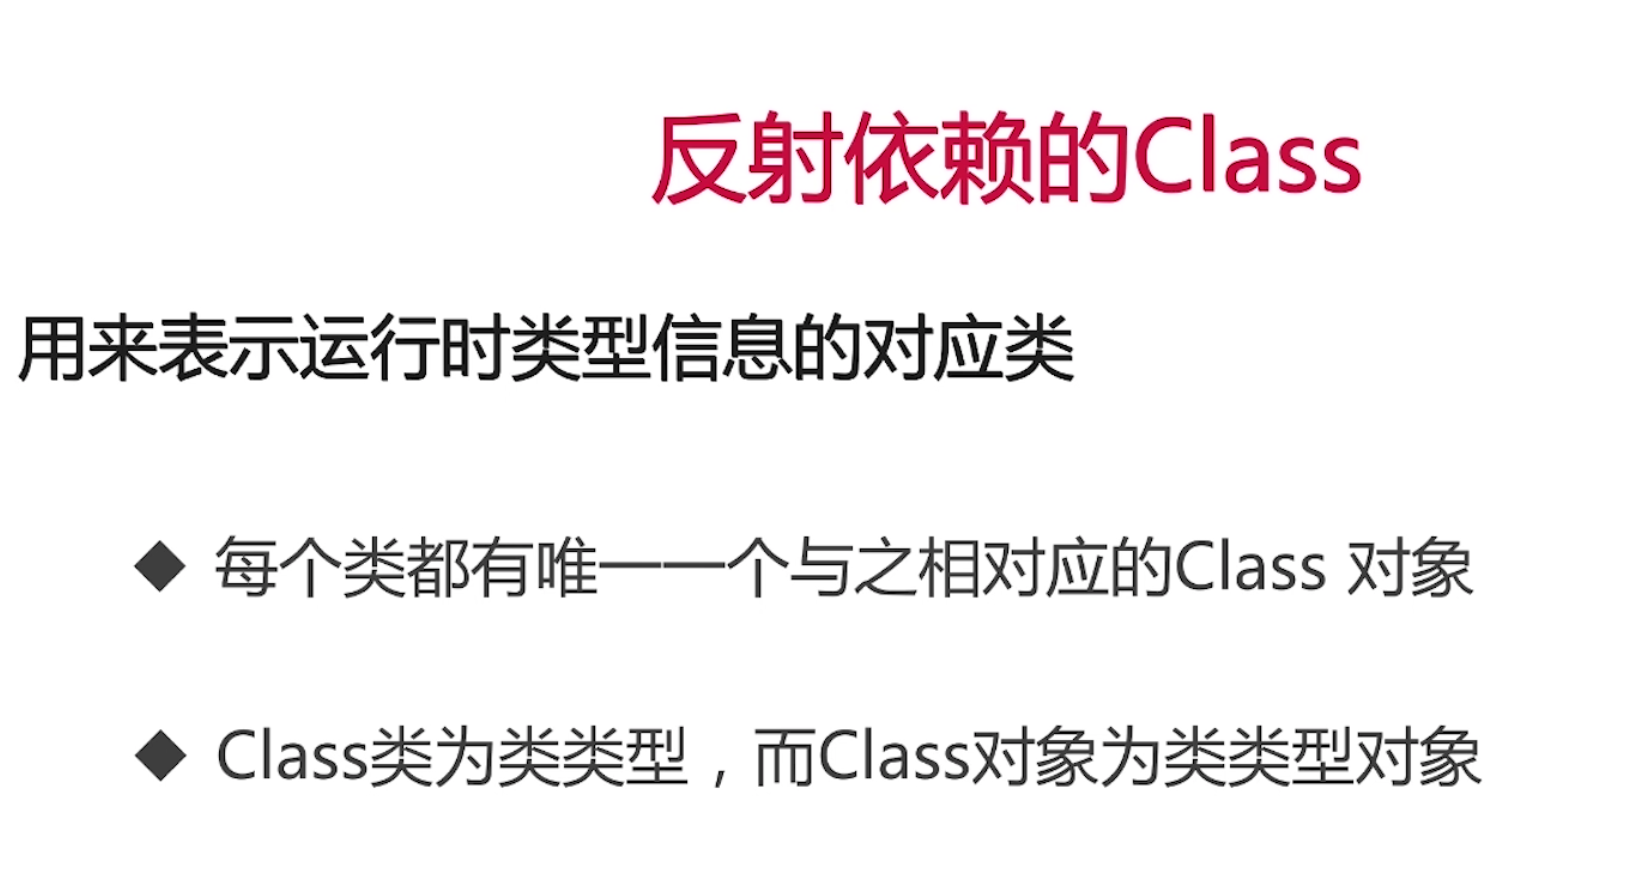 反射依赖的Class
用来表示运行时类型信息的对应类
◆ 每个类都有唯一一个与之相对应的Class 对象
◆ Class类为类类型，而Class对象为类类型对象